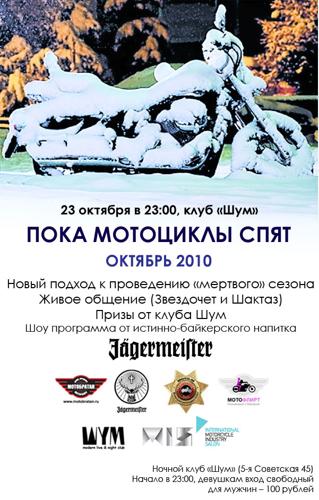 23 октября в 23:00, клуб «Шум»
ПОКА МОТОЦИКЛЫ СПЯТ
ОКТЯБРЬ 2010
Новый подход к проведению «мертвого» сезона
Живое общение (Звездочет и Шактаз)
Призы от клуба Шум
Шоу программа от истинно-байкерского напитка
Jägermeister
МОТОБРАТАН
www.motobratan.ru
Jägermeister
МОТОФЛИРТ
ШУМ
modern live & night club
INTERNATIONAL
MOTORCYCLE
INDUSTRY
SALON
Ночной клуб «Шум» (5-я Советская 45)
Начало в 23:00, девушкам вход свободный
для мужчин – 100 рублей